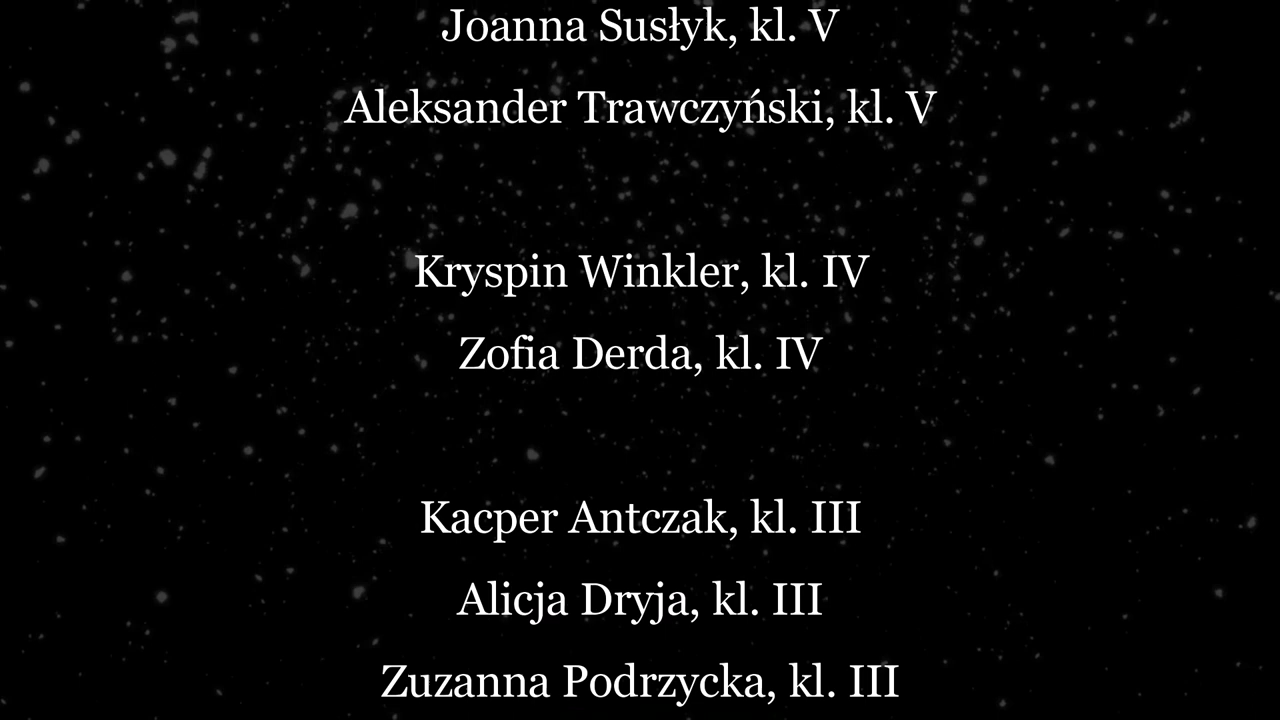 Joanna Susłyk, kl. V
Aleksander Trawczyński, kl. V
Kryspin Winkler, kl. IV
Zofia Derda, kl. IV
Kacper Antczak, kl. III
Alicja Dryja, kl. III
Zuzanna Podrzycka, kl. III